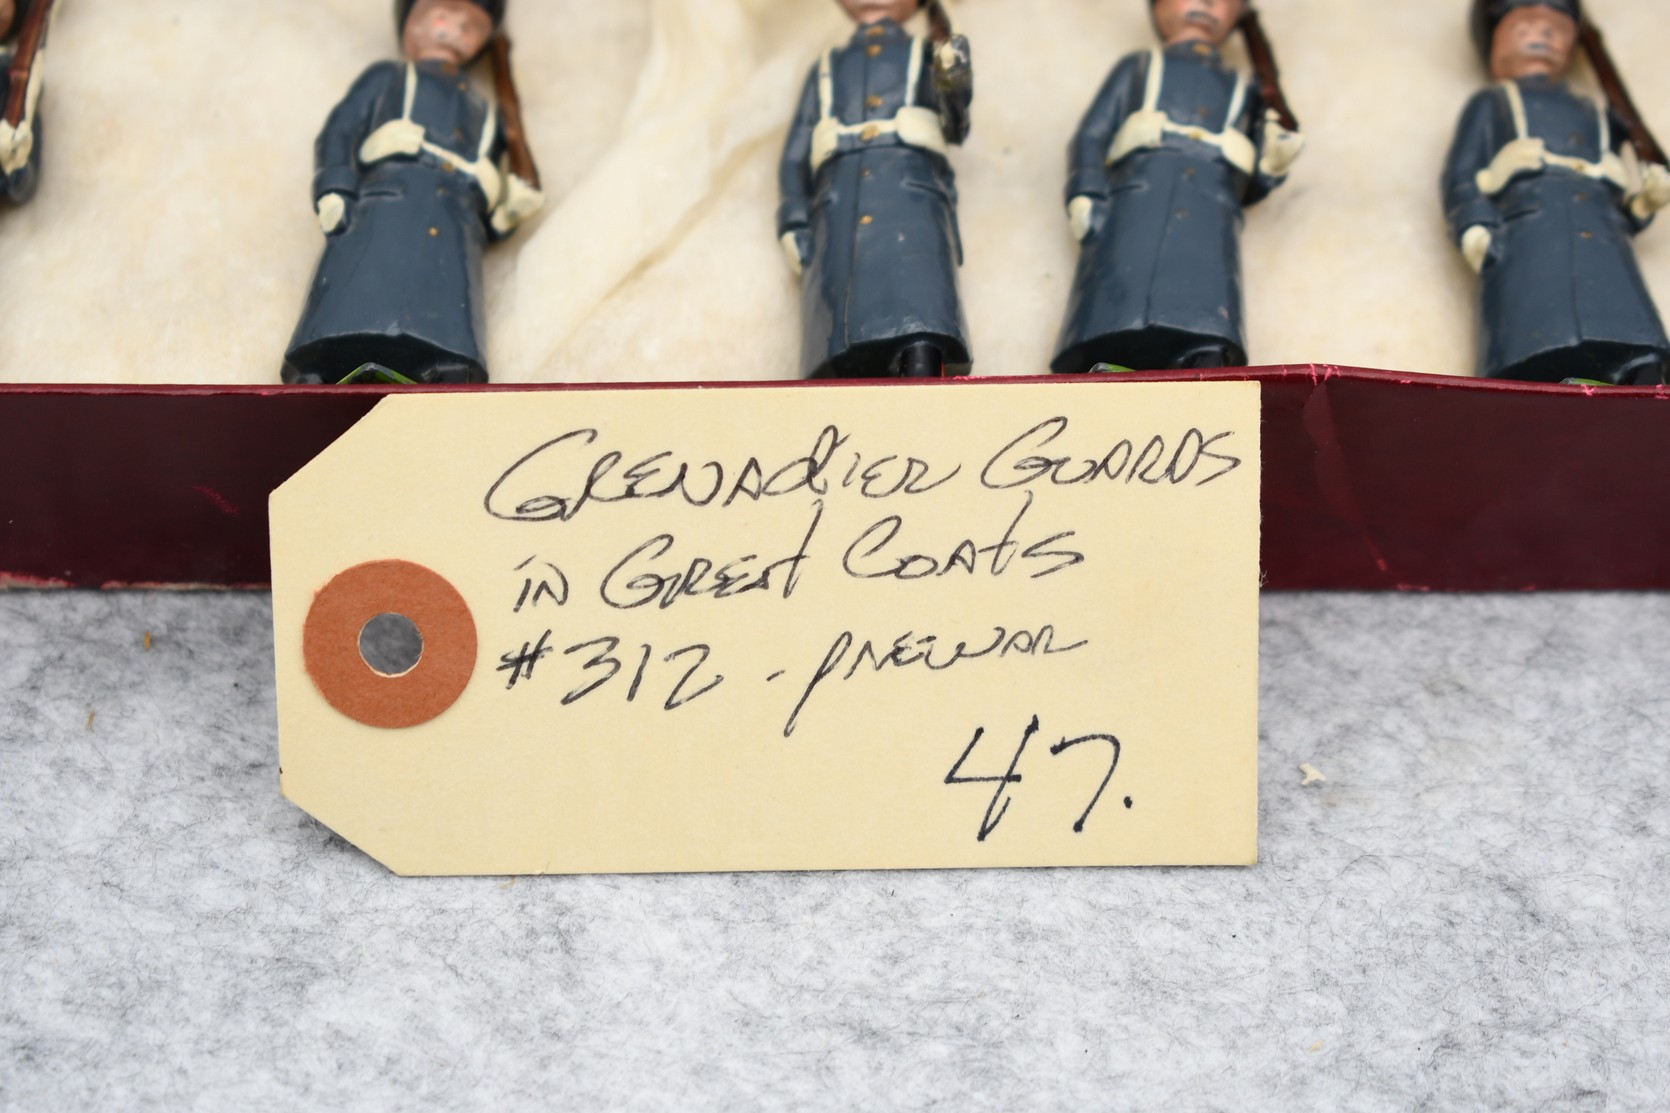 Grenadier Guards
in Great Coats
#312 - prewar
47.